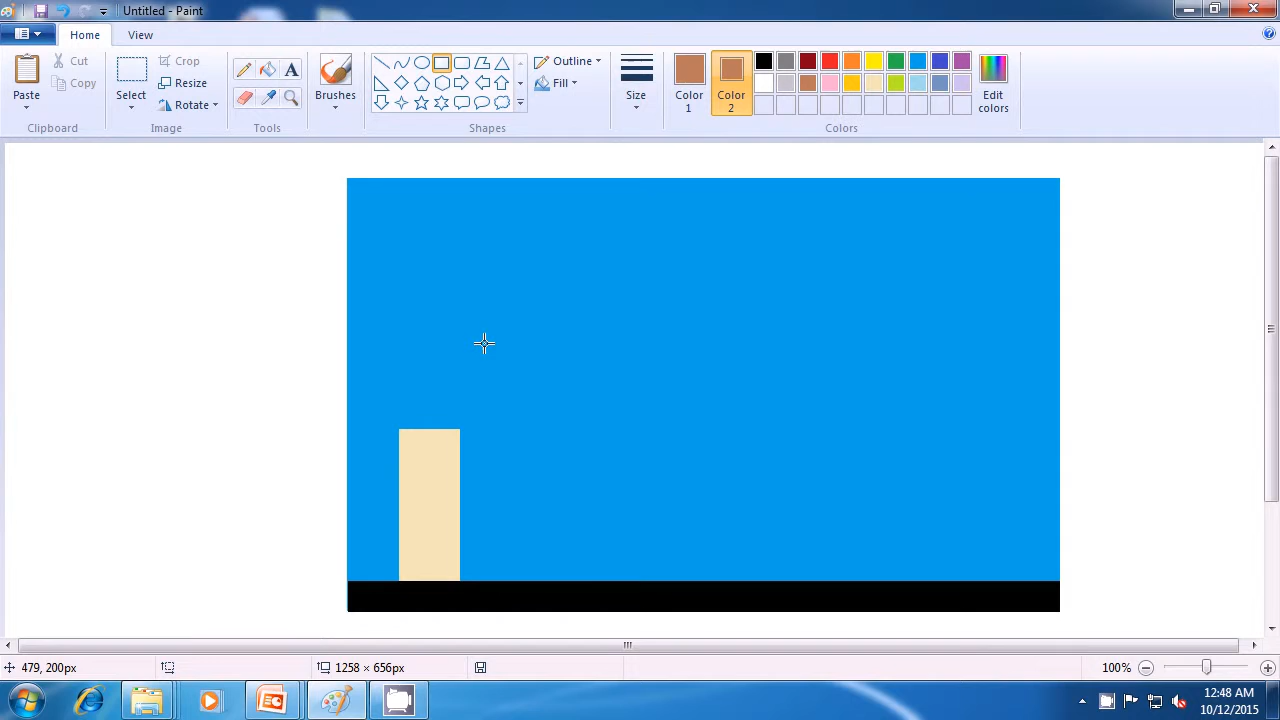 Untitled - Paint
Home
View
Paste
Cut
Copy
Clipboard
Select
Crop
Resize
Rotate
Image
A
Tools
Brushes
Outline
Fill
Shapes
Size
Color
1
Color
2
Edit
colors
Colors
479, 200px
1258 × 656px
100%
12:48 AM
10/12/2015